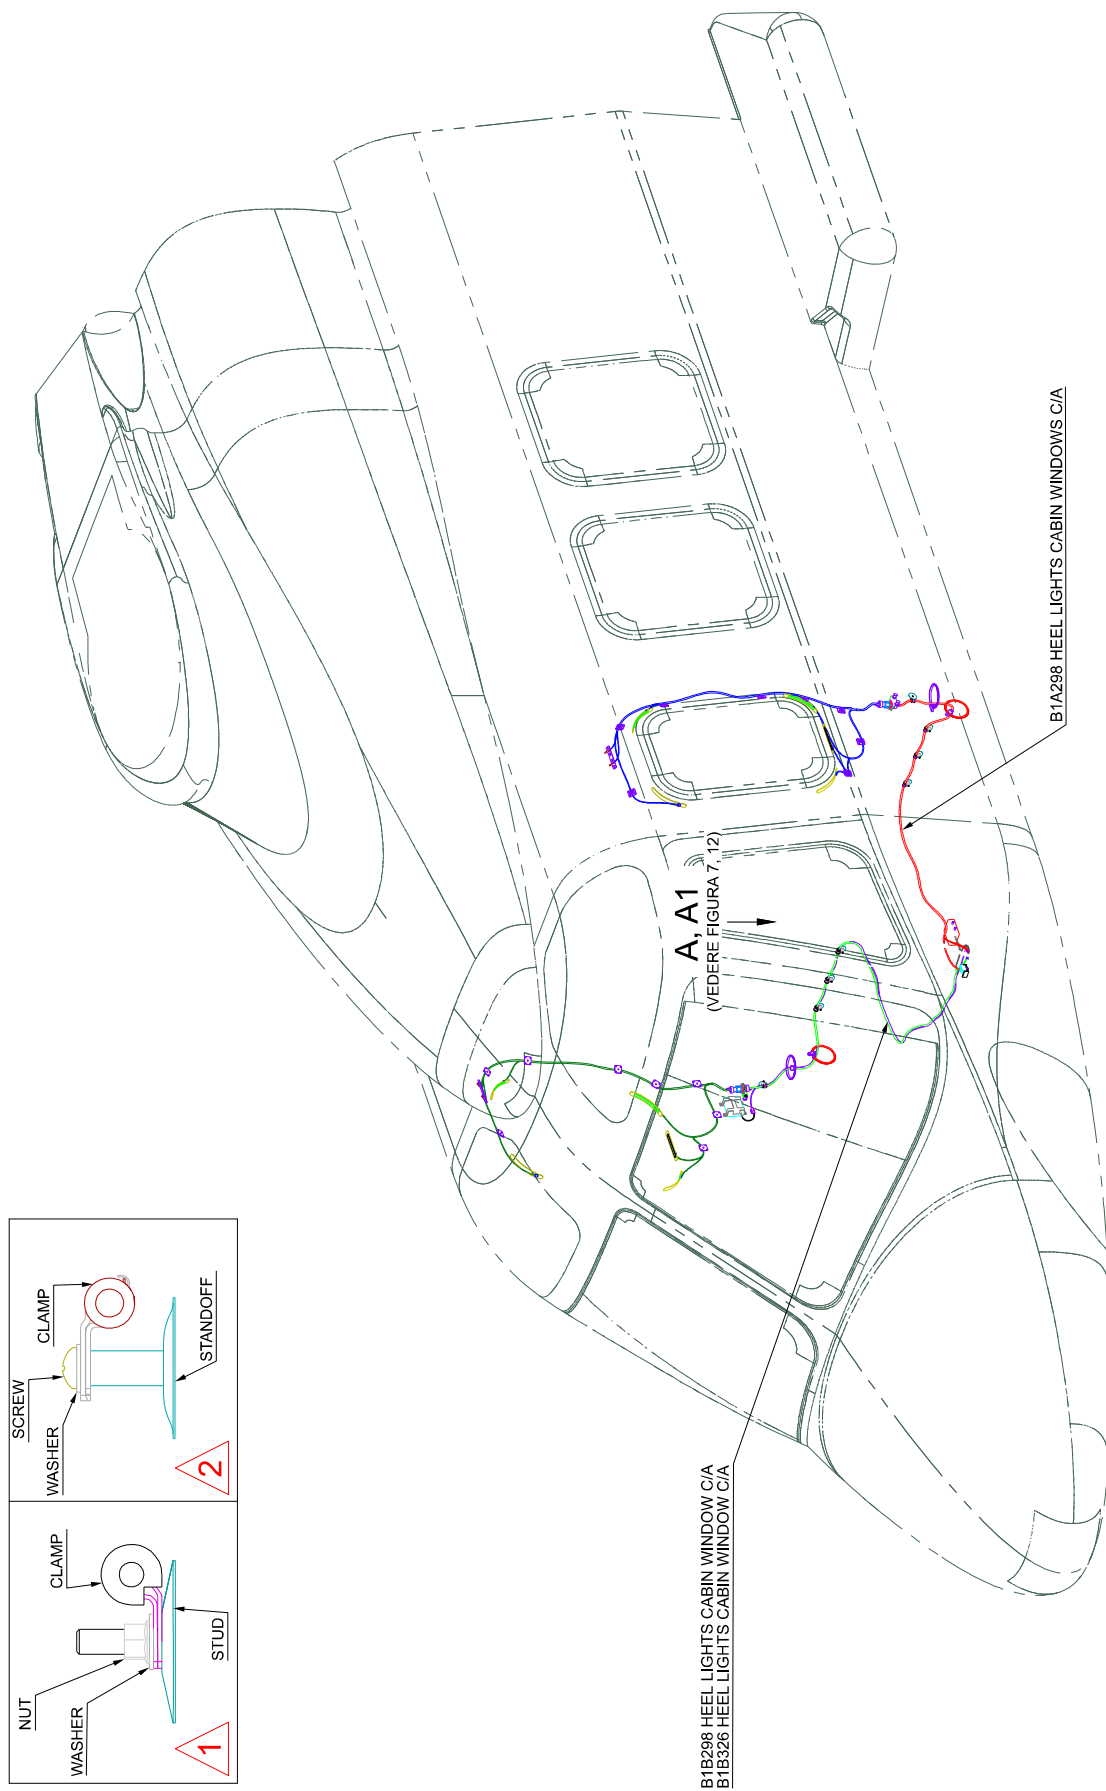 NUT
WASHER
CLAMP
STUD
1
SCREW
WASHER
CLAMP
STANDOFF
2
A, A1
(VEDERE FIGURA 7, 12)
B1A298 HEEL LIGHTS CABIN WINDOWS C/A
B1B298 HEEL LIGHTS CABIN WINDOW C/A
B1B326 HEEL LIGHTS CABIN WINDOW C/A